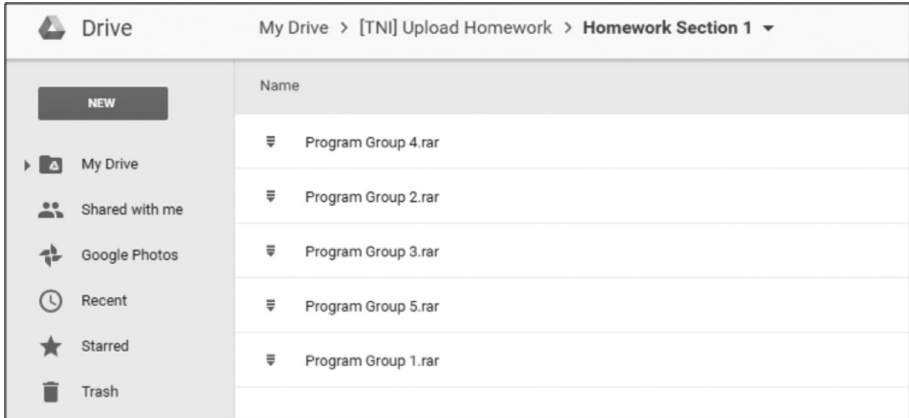 Drive
My Drive > [TNI] Upload Homework > Homework Section 1
NEW
My Drive
Shared with me
Google Photos
Recent
Starred
Trash
Name
Program Group 4.rar
Program Group 2.rar
Program Group 3.rar
Program Group 5.rar
Program Group 1.rar